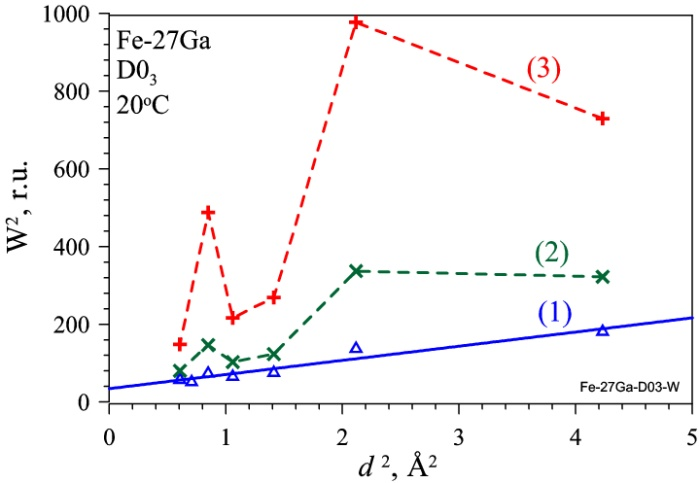 1000
800
600
400
200
0
W², r.u.
Fe-27Ga
D0₃
20°C
(3)
(2)
(1)
Fe-27Ga-D03-W
0 1 2 3 4 5
d ², Å²